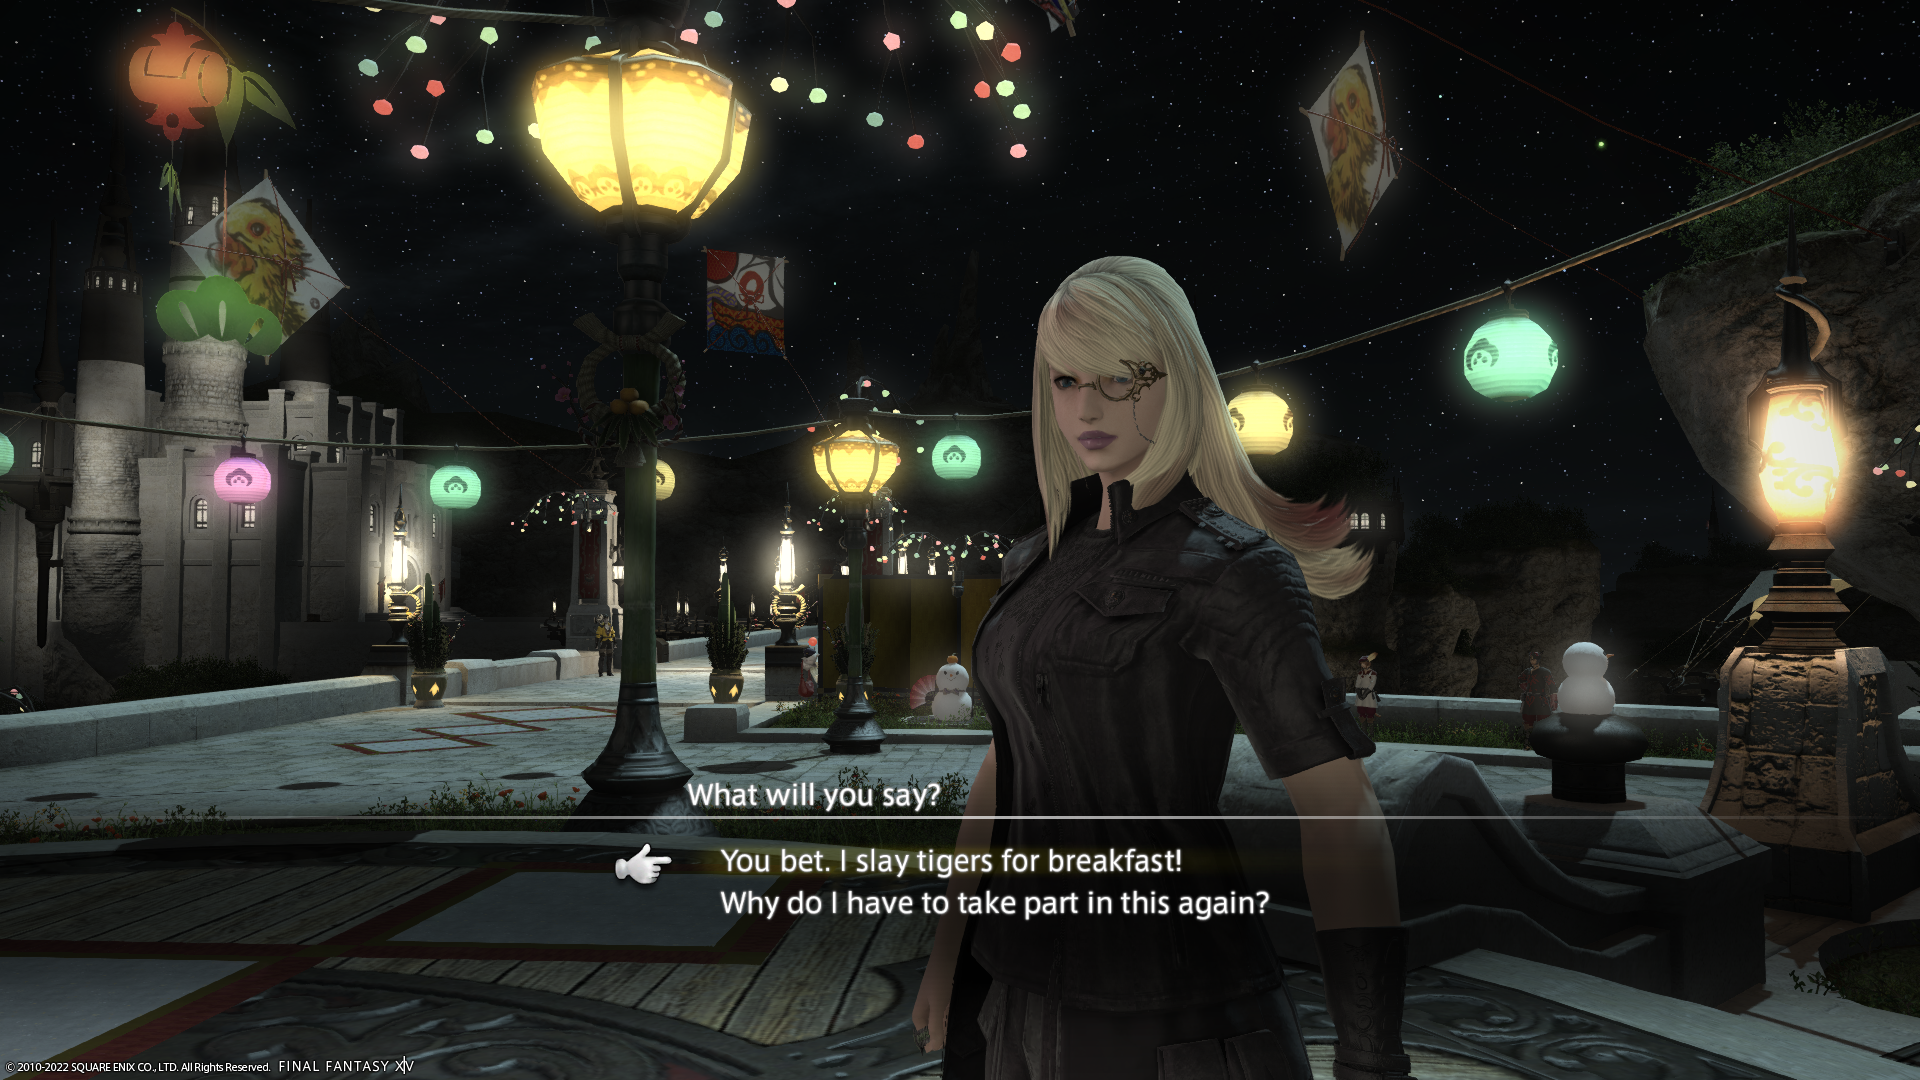 What will you say?
You bet. I slay tigers for breakfast!
Why do I have to take part in this again?
© 2010-2022 SQUARE ENIX CO., LTD. All Rights Reserved. FINAL FANTASY XIV